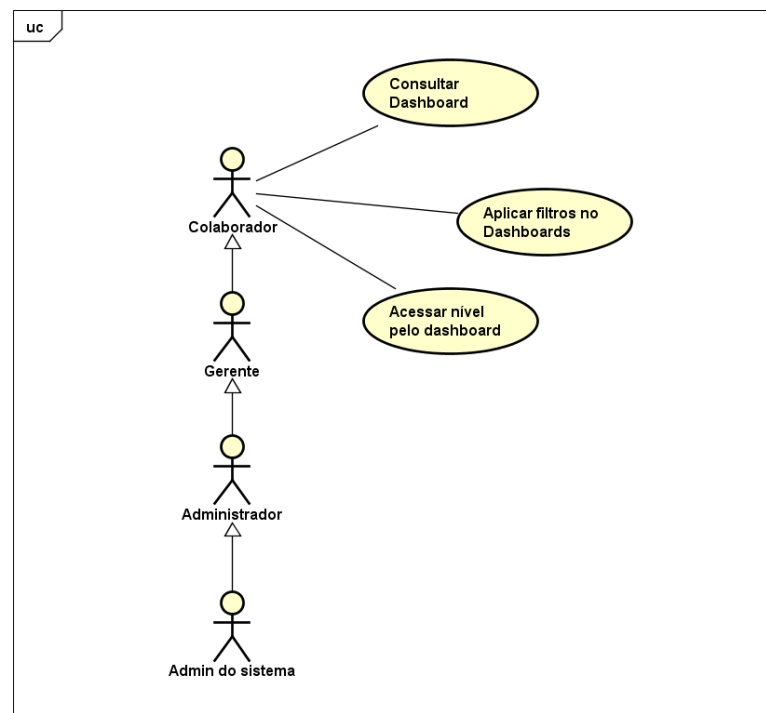 uc
Consultar
Dashboard
Colaborador
Aplicar filtros no
Dashboards
Acessar nível
pelo dashboard
Gerente
Administrador
Admin do sistema